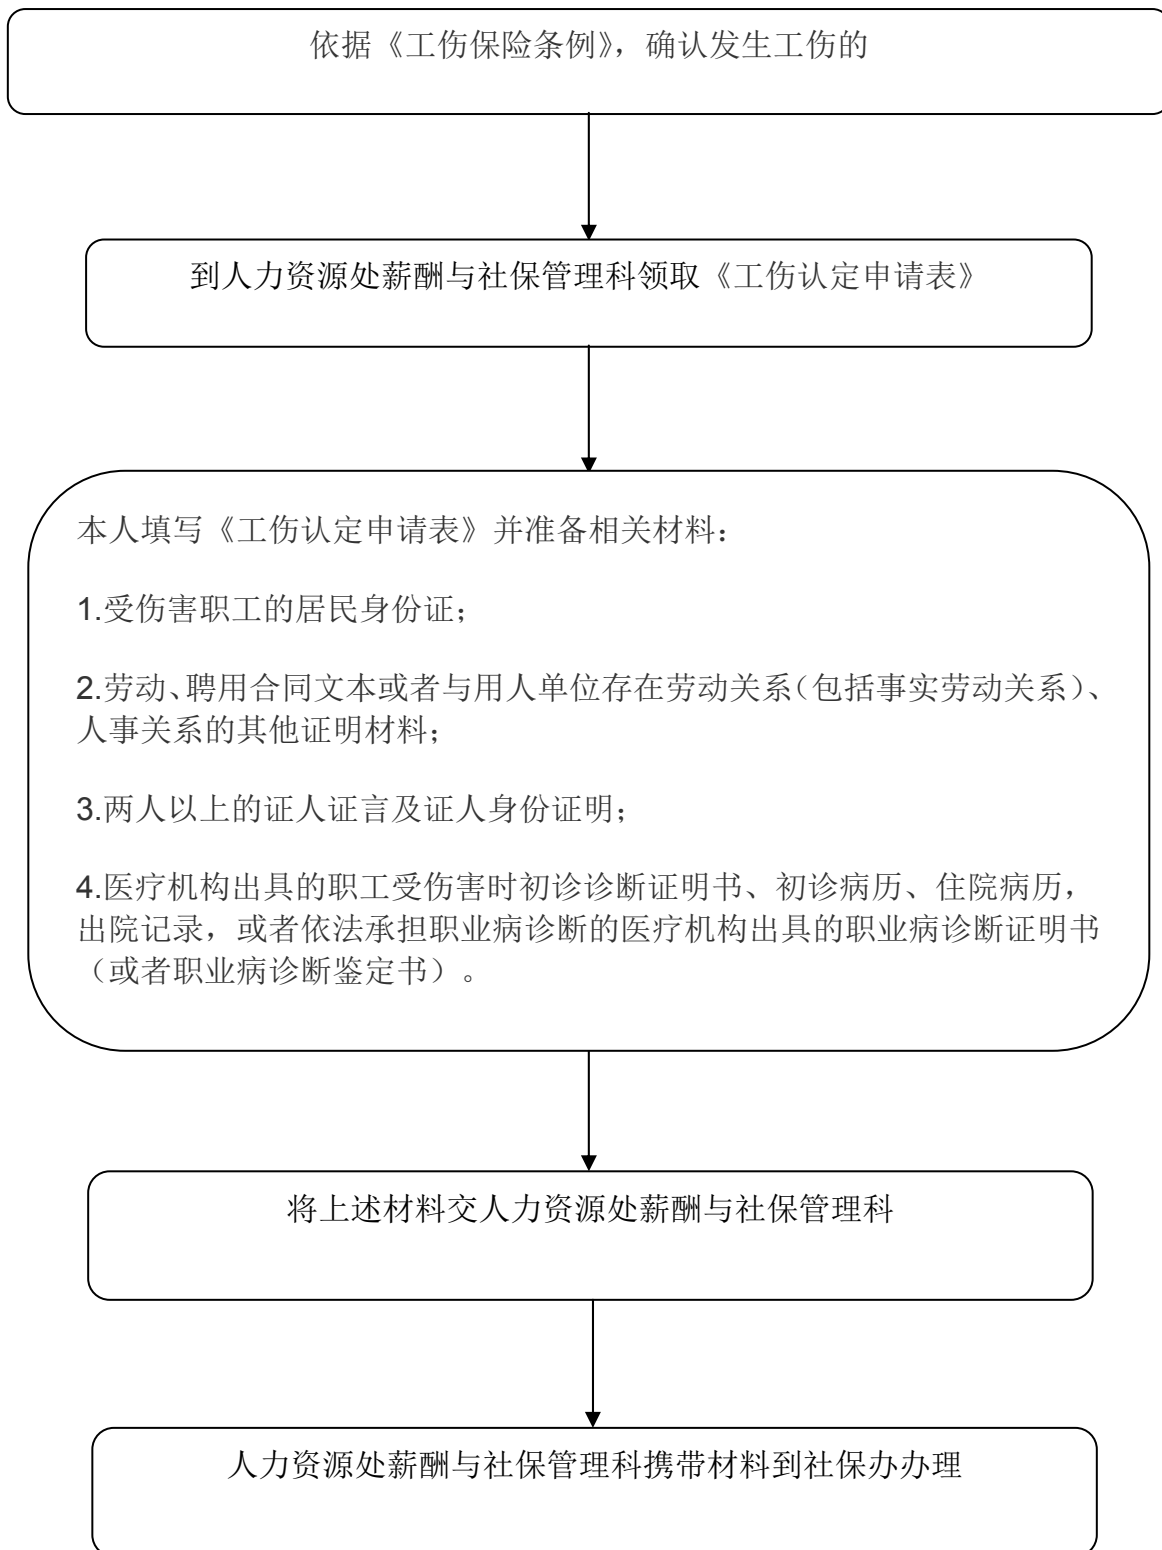 依据《工伤保险条例》，确认发生工伤的
到人力资源处薪酬与社保管理科领取《工伤认定申请表》
本人填写《工伤认定申请表》并准备相关材料：
1.受伤害职工的居民身份证；
2.劳动、聘用合同文本或者与用人单位存在劳动关系（包括事实劳动关系）、
人事关系的其他证明材料；
3.两人以上的证人证言及证人身份证明；
4.医疗机构出具的职工受伤害时初诊诊断证明书、初诊病历、住院病历，
出院记录，或者依法承担职业病诊断的医疗机构出具的职业病诊断证明书
（或者职业病诊断鉴定书）。
将上述材料交人力资源处薪酬与社保管理科
人力资源处薪酬与社保管理科携带材料到社保办办理